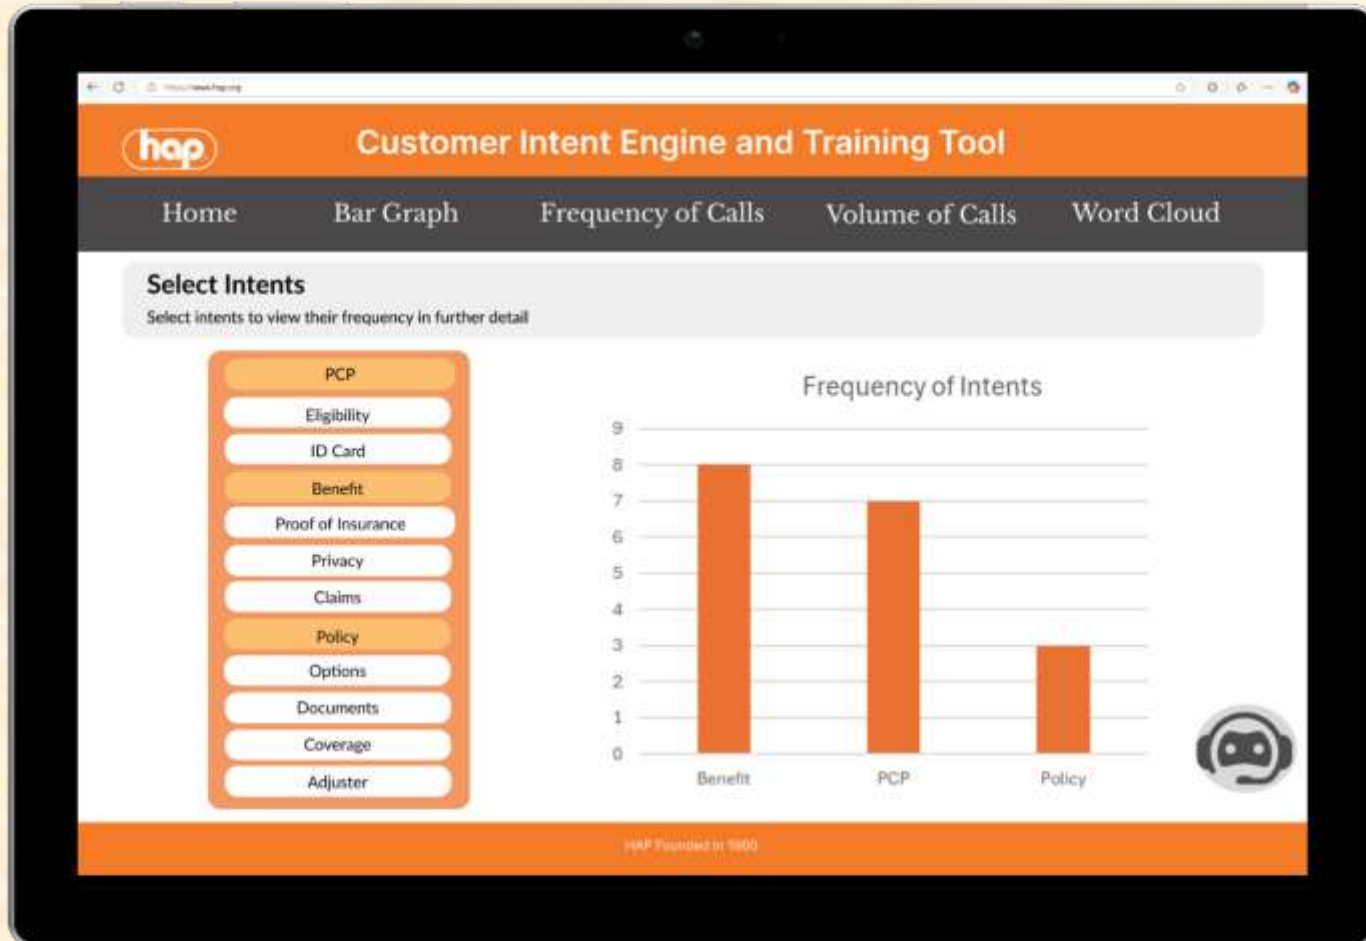 hap
Customer Intent Engine and Training Tool
Home Bar Graph Frequency of Calls Volume of Calls Word Cloud
Select Intents
Select intents to view their frequency in further detail
PCP
Eligibility
ID Card
Benefit
Proof of Insurance
Privacy
Claims
Policy
Options
Documents
Coverage
Adjuster
Frequency of Intents
9
8
7
6
5
4
3
2
1
0
Benefit PCP Policy
HAP Founded in